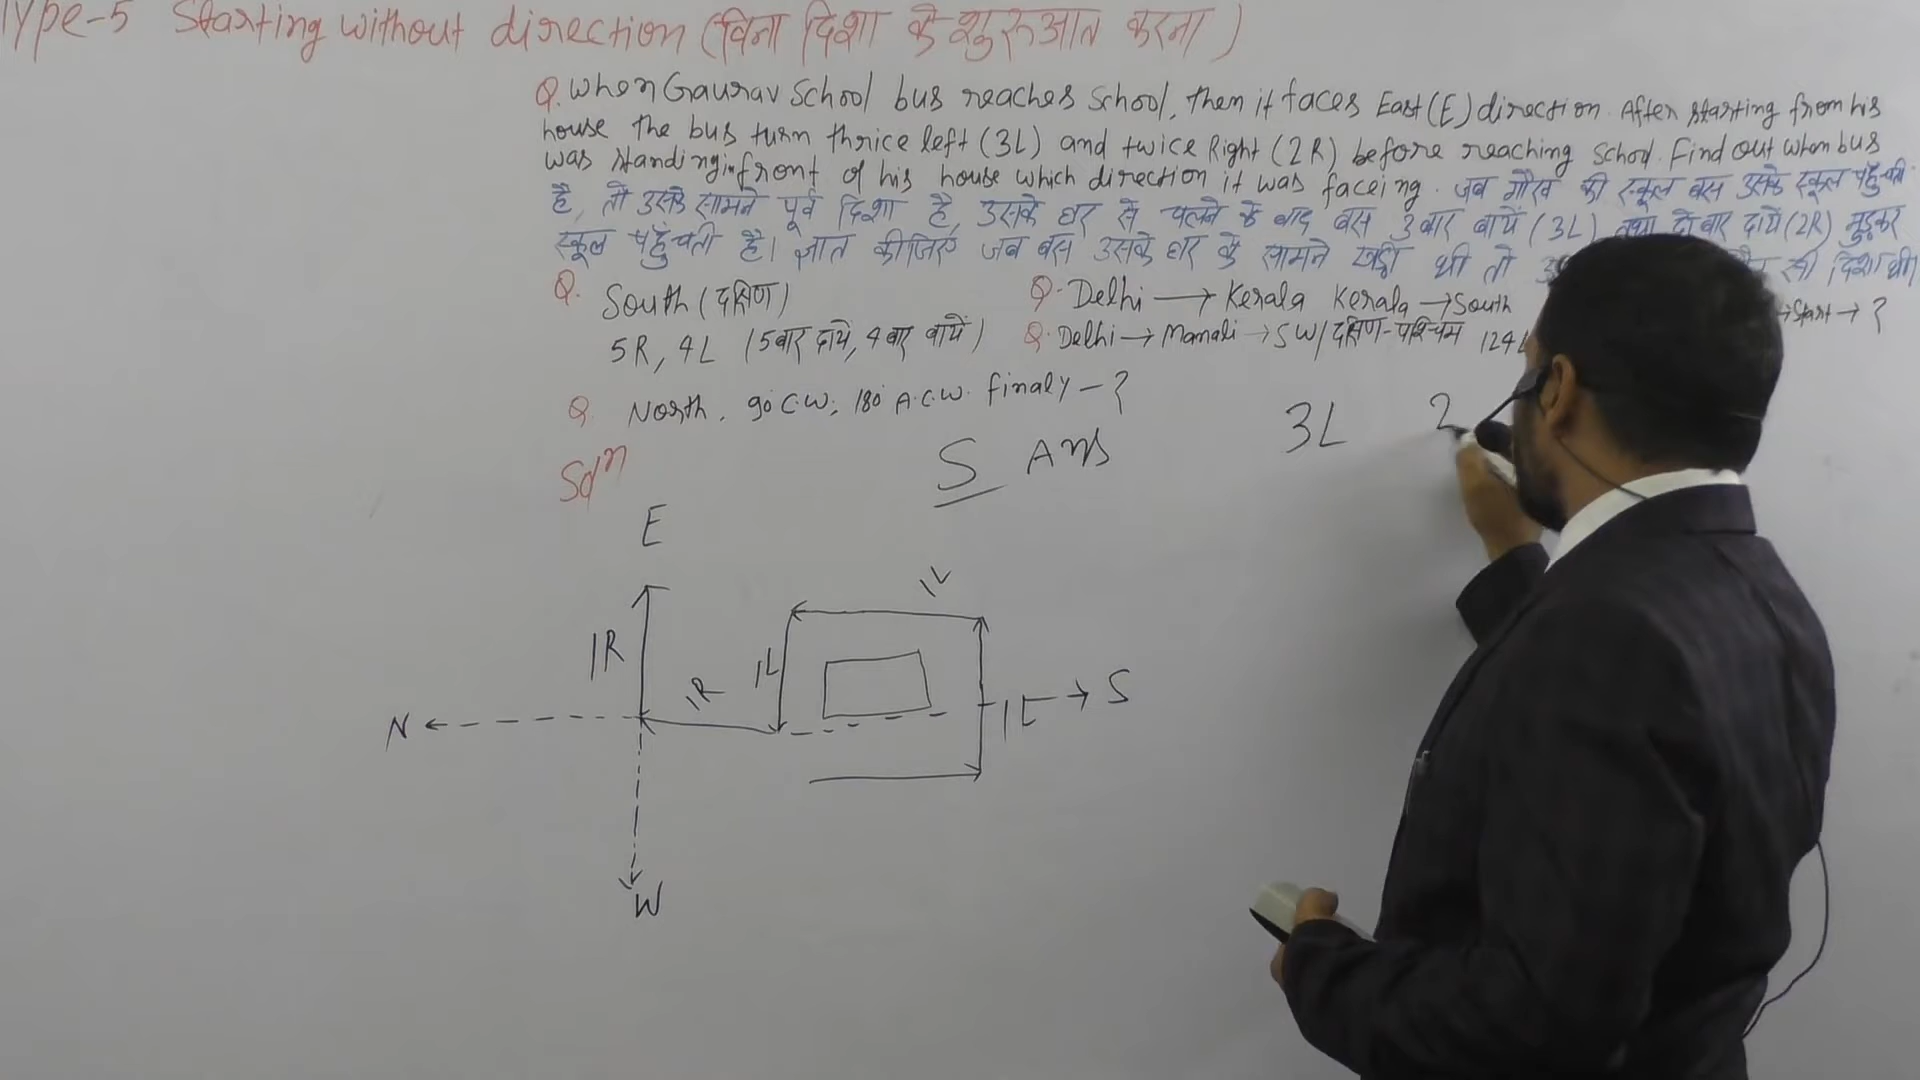 Type-5 Starting without direction (बिना दिशा के शुरुआत करना)
Q. When Gaurav School bus reaches School, then it faces East (E) direction. After starting from his
house the bus turn thrice left (3L) and twice Right (2R) before reaching School. Find out when bus
was standing in front of his house which direction it was faceing. जब गौरव की स्कूल बस उसके स्कूल पहुँचती
है, तो उसके सामने पूर्व दिशा है, उसके घर से चलने के बाद बस 3 बार बायें (3L) तथा दो बार दायें (2R) मुड़कर
स्कूल पहुंचती है। ज्ञात कीजिए जब बस उसके घर के सामने खड़ी थी तो सी दिशा थी।
Q. South (दक्षिण)
5R, 4L (5 बार दायें, 4 बार बायें)
Q. Delhi → Kerala Kerala → South → Start → ?
Q. Delhi → Manali → SW/दक्षिण-पश्चिम 124L
Q. North, 90° C.W., 180° A.C.W. finaly - ?
Solⁿ
S Ans
3L 2
E
1L
1R
1L
1R
N
1L
S
W